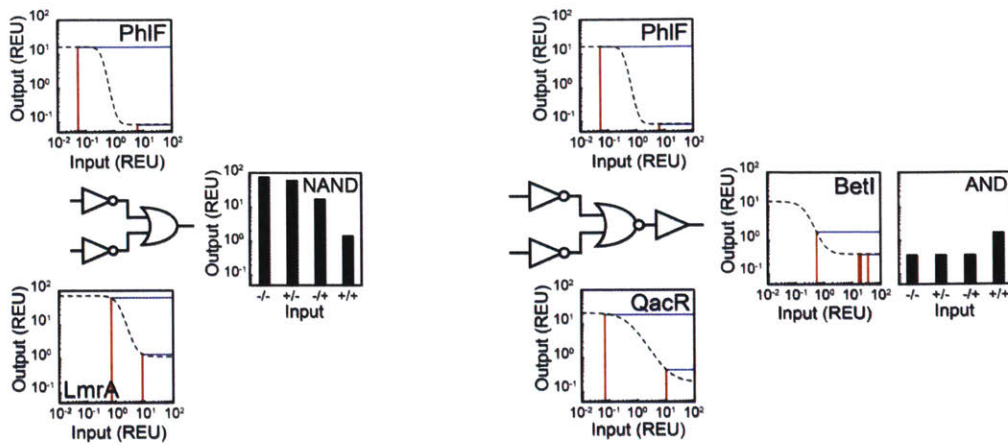 PhlF
Output (REU)
10² 10¹ 10⁰ 10⁻¹
10⁻² 10⁻¹ 10⁰ 10¹ 10²
Input (REU)
NAND
Output (REU)
10² 10¹ 10⁰ 10⁻¹
-/- +/- -/+ +/+
Input
LmrA
Output (REU)
10² 10¹ 10⁰ 10⁻¹
10⁻² 10⁻¹ 10⁰ 10¹ 10²
Input (REU)
PhlF
Output (REU)
10² 10¹ 10⁰ 10⁻¹
10⁻² 10⁻¹ 10⁰ 10¹ 10²
Input (REU)
BetI
Output (REU)
10² 10¹ 10⁰ 10⁻¹
10⁻² 10⁻¹ 10⁰ 10¹ 10²
Input (REU)
AND
-/- +/- -/+ +/+
Input
QacR
Output (REU)
10² 10¹ 10⁰ 10⁻¹
10⁻² 10⁻¹ 10⁰ 10¹ 10²
Input (REU)